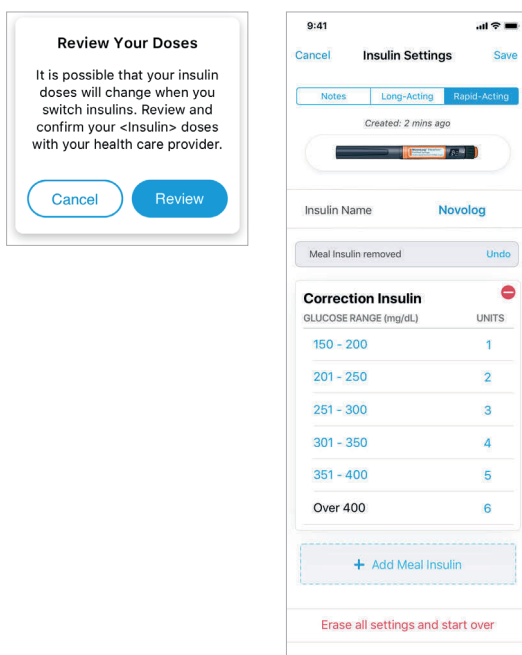 Review Your Doses
It is possible that your insulin
doses will change when you
switch insulins. Review and
confirm your <Insulin> doses
with your health care provider.
Cancel Review
9:41
Cancel Insulin Settings Save
Notes Long-Acting Rapid-Acting
Created: 2 mins ago
Insulin Name Novolog
Meal Insulin removed Undo
Correction Insulin
GLUCOSE RANGE (mg/dL) UNITS
150 - 200 1
201 - 250 2
251 - 300 3
301 - 350 4
351 - 400 5
Over 400 6
+ Add Meal Insulin
Erase all settings and start over